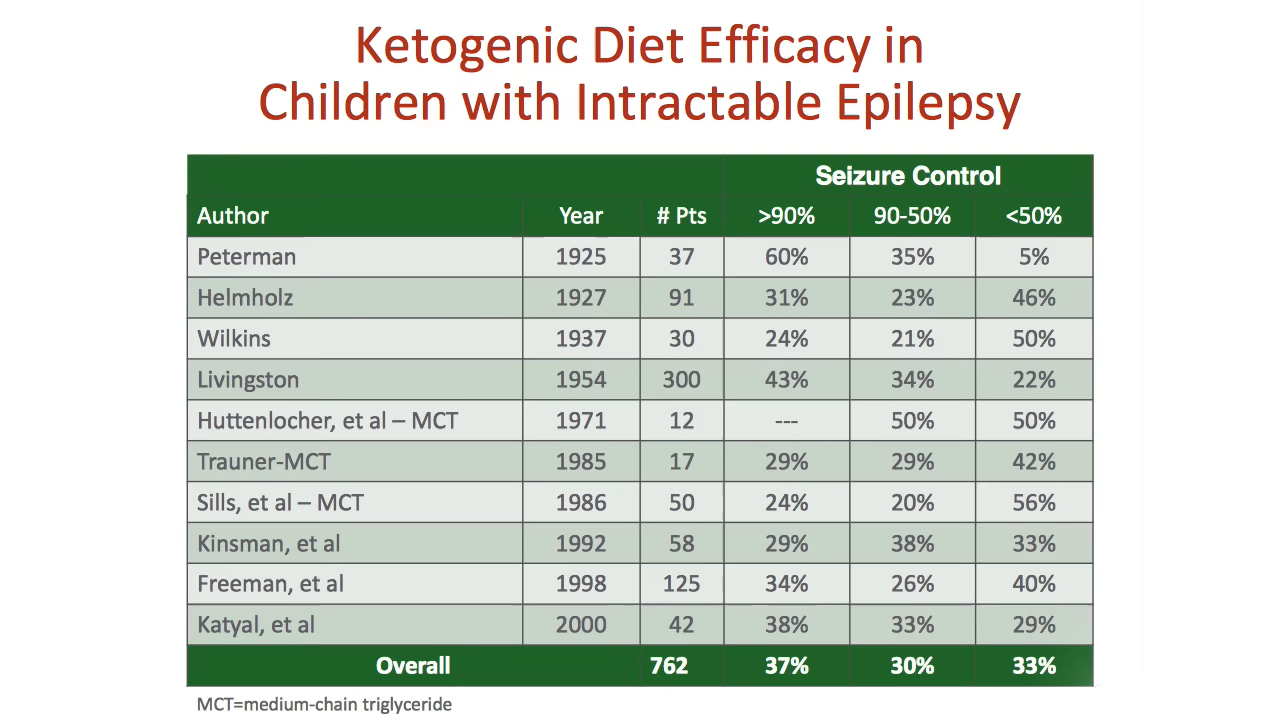 Ketogenic Diet Efficacy in
Children with Intractable Epilepsy
Seizure Control
Author Year # Pts >90% 90-50% <50%
Peterman 1925 37 60% 35% 5%
Helmholz 1927 91 31% 23% 46%
Wilkins 1937 30 24% 21% 50%
Livingston 1954 300 43% 34% 22%
Huttenlocher, et al – MCT 1971 12 --- 50% 50%
Trauner-MCT 1985 17 29% 29% 42%
Sills, et al – MCT 1986 50 24% 20% 56%
Kinsman, et al 1992 58 29% 38% 33%
Freeman, et al 1998 125 34% 26% 40%
Katyal, et al 2000 42 38% 33% 29%
Overall 762 37% 30% 33%
MCT=medium-chain triglyceride